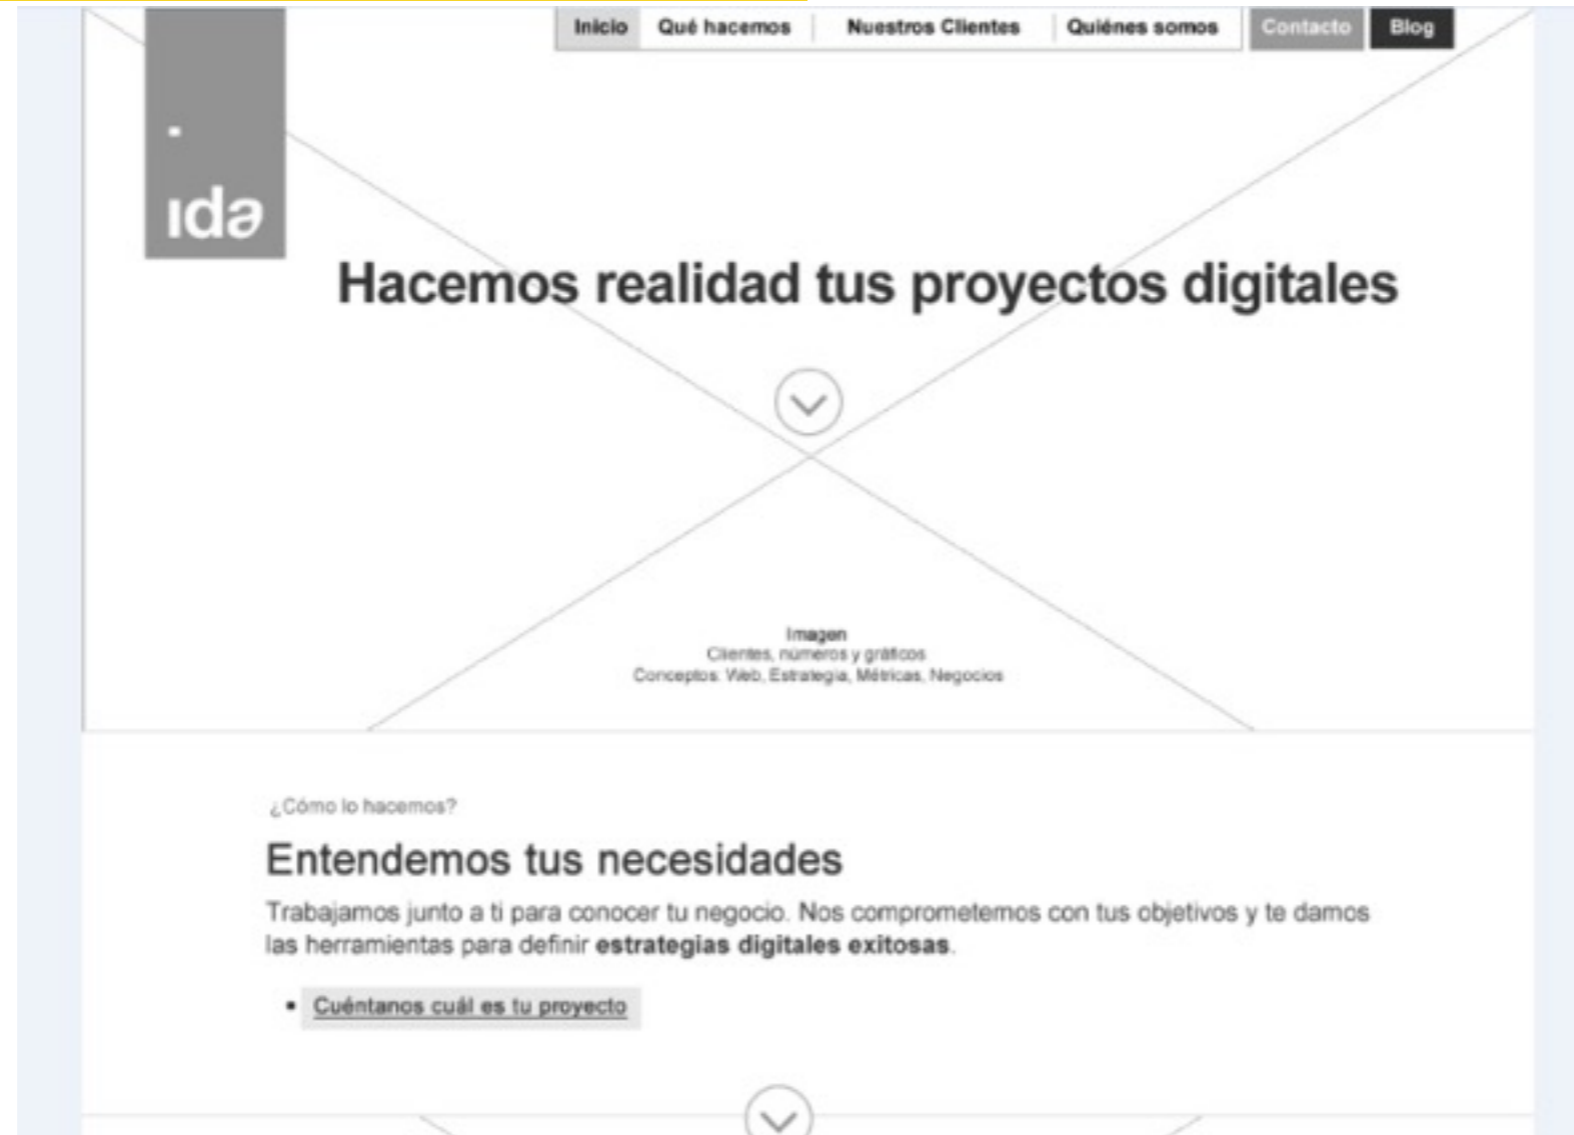 Inicio Qué hacemos Nuestros Clientes Quiénes somos Contacto Blog
ida
Hacemos realidad tus proyectos digitales
Imagen
Clientes, números y gráficos
Conceptos: Web, Estrategia, Métricas, Negocios
¿Cómo lo hacemos?
Entendemos tus necesidades
Trabajamos junto a ti para conocer tu negocio. Nos comprometemos con tus objetivos y te damos
las herramientas para definir estrategias digitales exitosas.
Cuéntanos cuál es tu proyecto